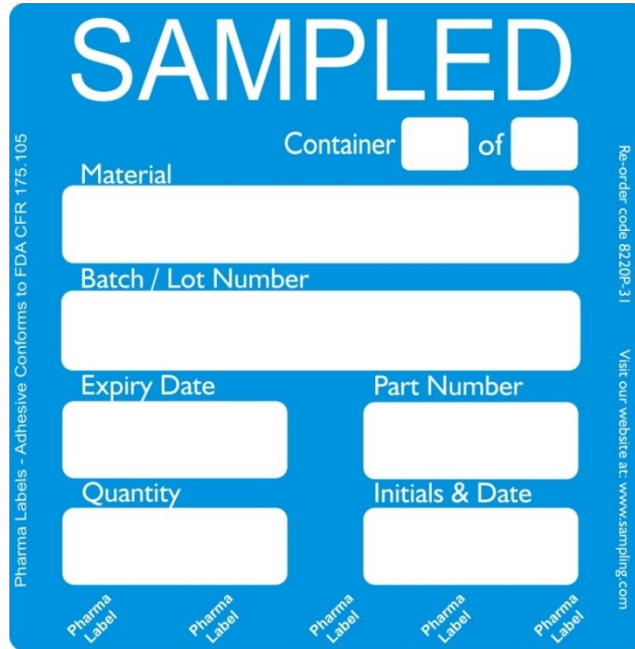 SAMPLED
Container of
Material
Batch / Lot Number
Expiry Date Part Number
Quantity Initials & Date
Pharma Label Pharma Label Pharma Label Pharma Label Pharma Label
Pharma Labels - Adhesive Conforms to FDA CFR 175.105
Re-order code 8220P-31 Visit our website at: www.sampling.com